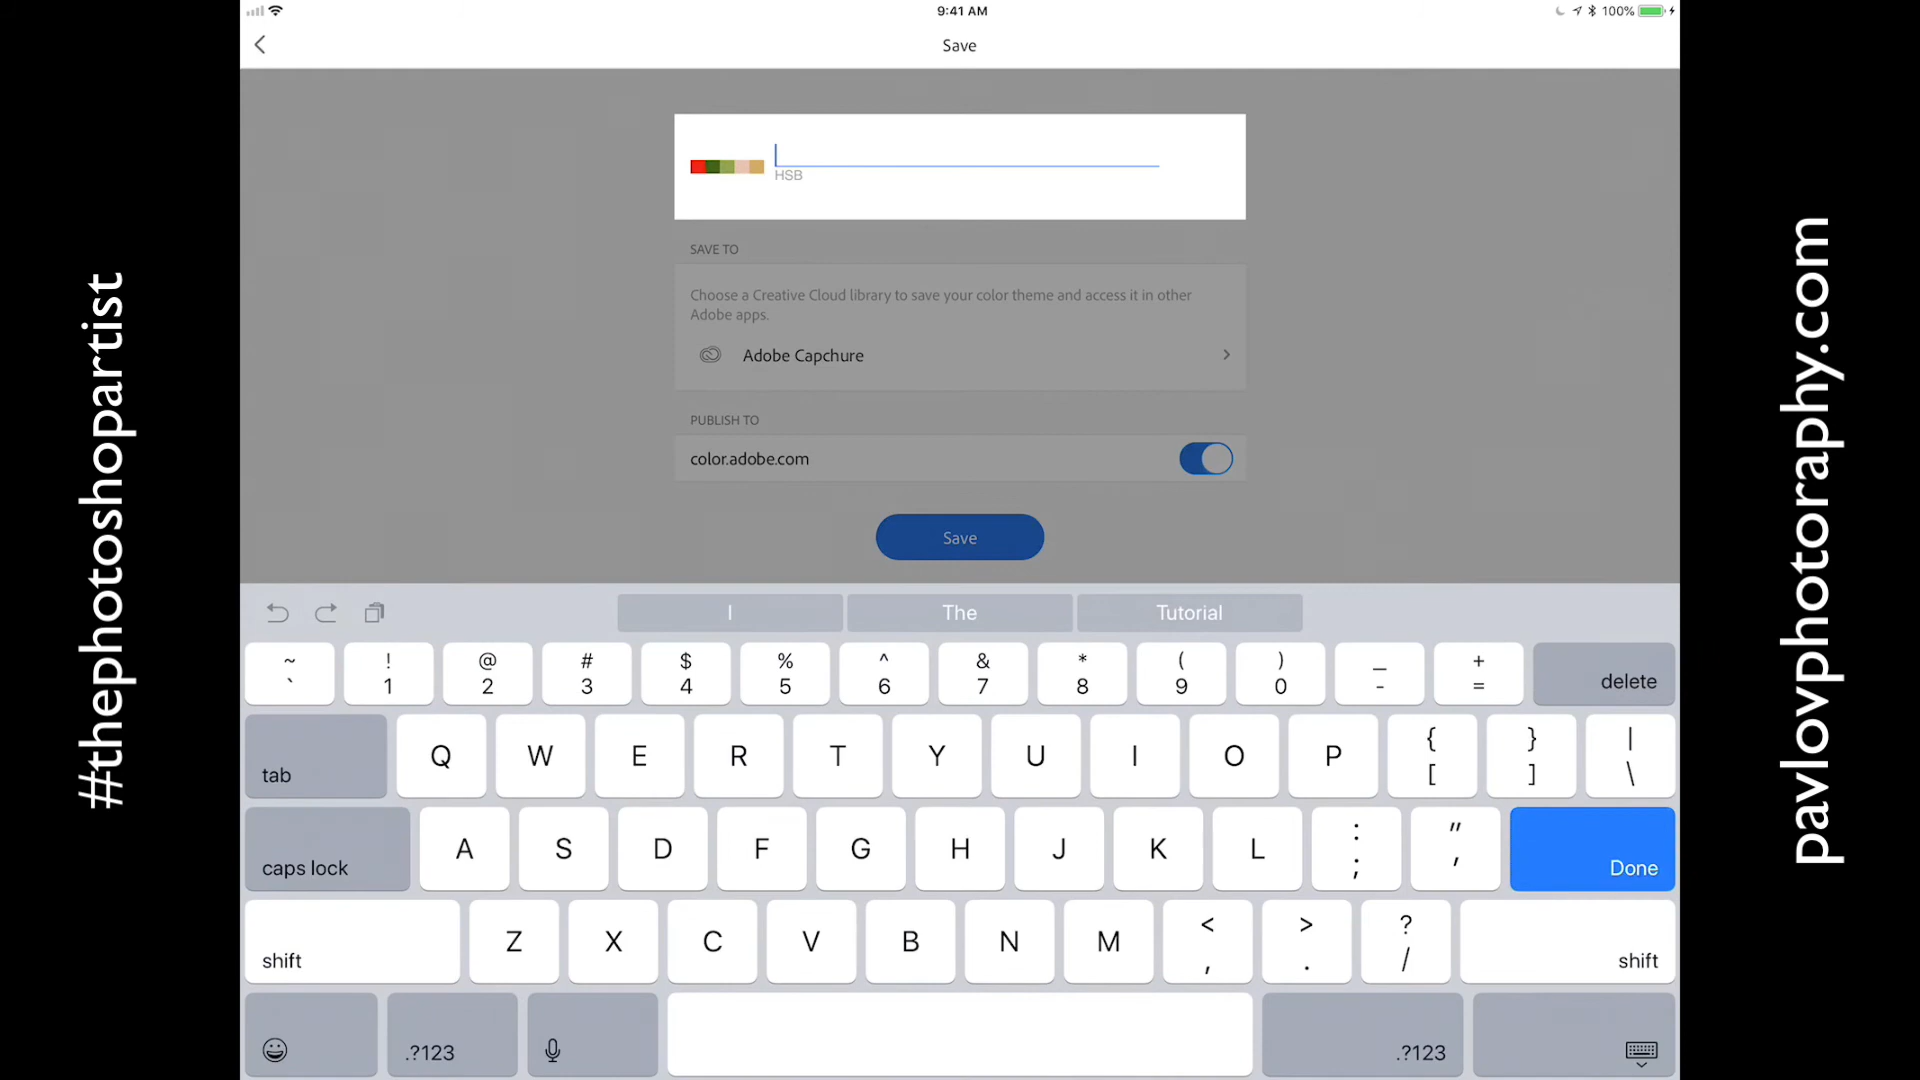 9:41 AM
100%
Save
HSB
SAVE TO
Choose a Creative Cloud library to save your color theme and access it in other
Adobe apps.
Adobe Capchure
PUBLISH TO
color.adobe.com
Save
#thephotoshopartist
pavlovphotoraphy.com
I The Tutorial
~ ! @ # $ % ^ & * ( ) _ +
` 1 2 3 4 5 6 7 8 9 0 - = delete
tab Q W E R T Y U I O P { [ } ] | \
caps lock A S D F G H J K L : ; " ' Done
shift Z X C V B N M < , > . ? / shift
.?123 .?123